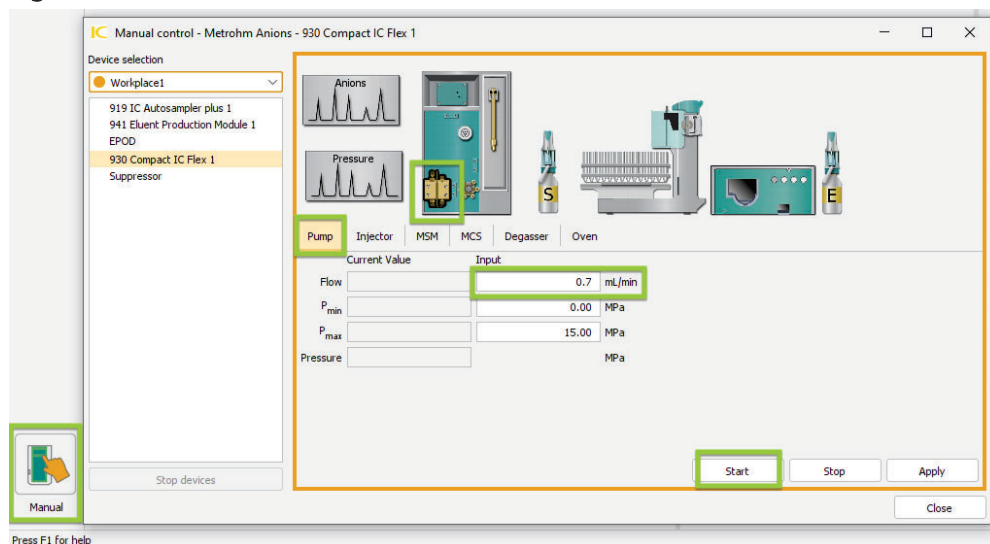 IC Manual control - Metrohm Anions - 930 Compact IC Flex 1
Device selection
Workplace1
919 IC Autosampler plus 1
941 Eluent Production Module 1
EPOD
930 Compact IC Flex 1
Suppressor
Stop devices
Anions
Pressure
S
E
Pump Injector MSM MCS Degasser Oven
Current Value Input
Flow 0.7 mL/min
Pmin 0.00 MPa
Pmax 15.00 MPa
Pressure MPa
Start Stop Apply
Close
Manual
Press F1 for help